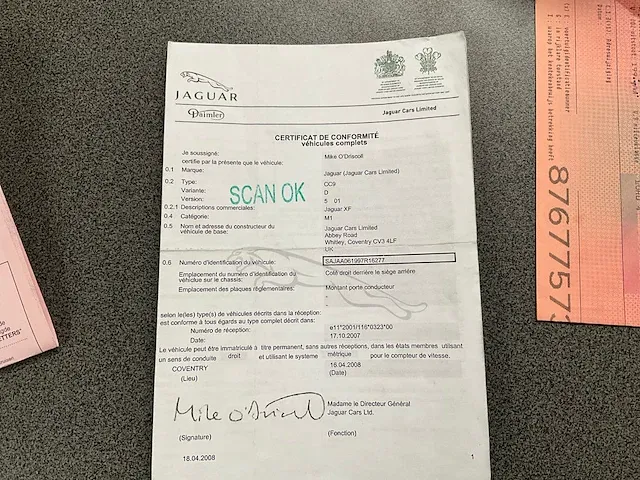 JAGUAR
Daimler
Jaguar Cars Limited
CERTIFICAT DE CONFORMITÉ
véhicules complets
Je soussigné: Mike O'Driscoll
certifie par la présente que le véhicule:
0.1 Marque: Jaguar (Jaguar Cars Limited)
0.2 Type: CC9
Variante: D
Version: 5 01
SCAN OK
0.2.1 Descriptions commerciales: Jaguar XF
0.4 Catégorie: M1
0.5 Nom et adresse du constructeur du Jaguar Cars Limited
véhicule de base: Abbey Road
Whitley, Coventry CV3 4LF
UK
0.6 Numéro d'identification du véhicule: SAJAA061997R16277
Emplacement du numéro d'identification du Coté droit derrière le siège arrière
véhicule sur le chassis:
Emplacement des plaques réglementaires: Montant porte conducteur
selon le(les) type(s) de véhicules décrits dans la réception:
est conforme à tous égards au type complet décrit dans:
Numéro de réception: e11*2001/116*0323*00
Date: 17.10.2007
Le véhicule peut être immatriculé à titre permanent, sans autres réceptions, dans les états membres utilisant
un sens de conduite droit et utilisant le systeme métrique pour le compteur de vitesse.
COVENTRY 16.04.2008
(Lieu) (Date)
Mike O'Driscoll
Madame le Directeur Général
Jaguar Cars Ltd.
(Signature) (Fonction)
18.04.2008 1
87677573